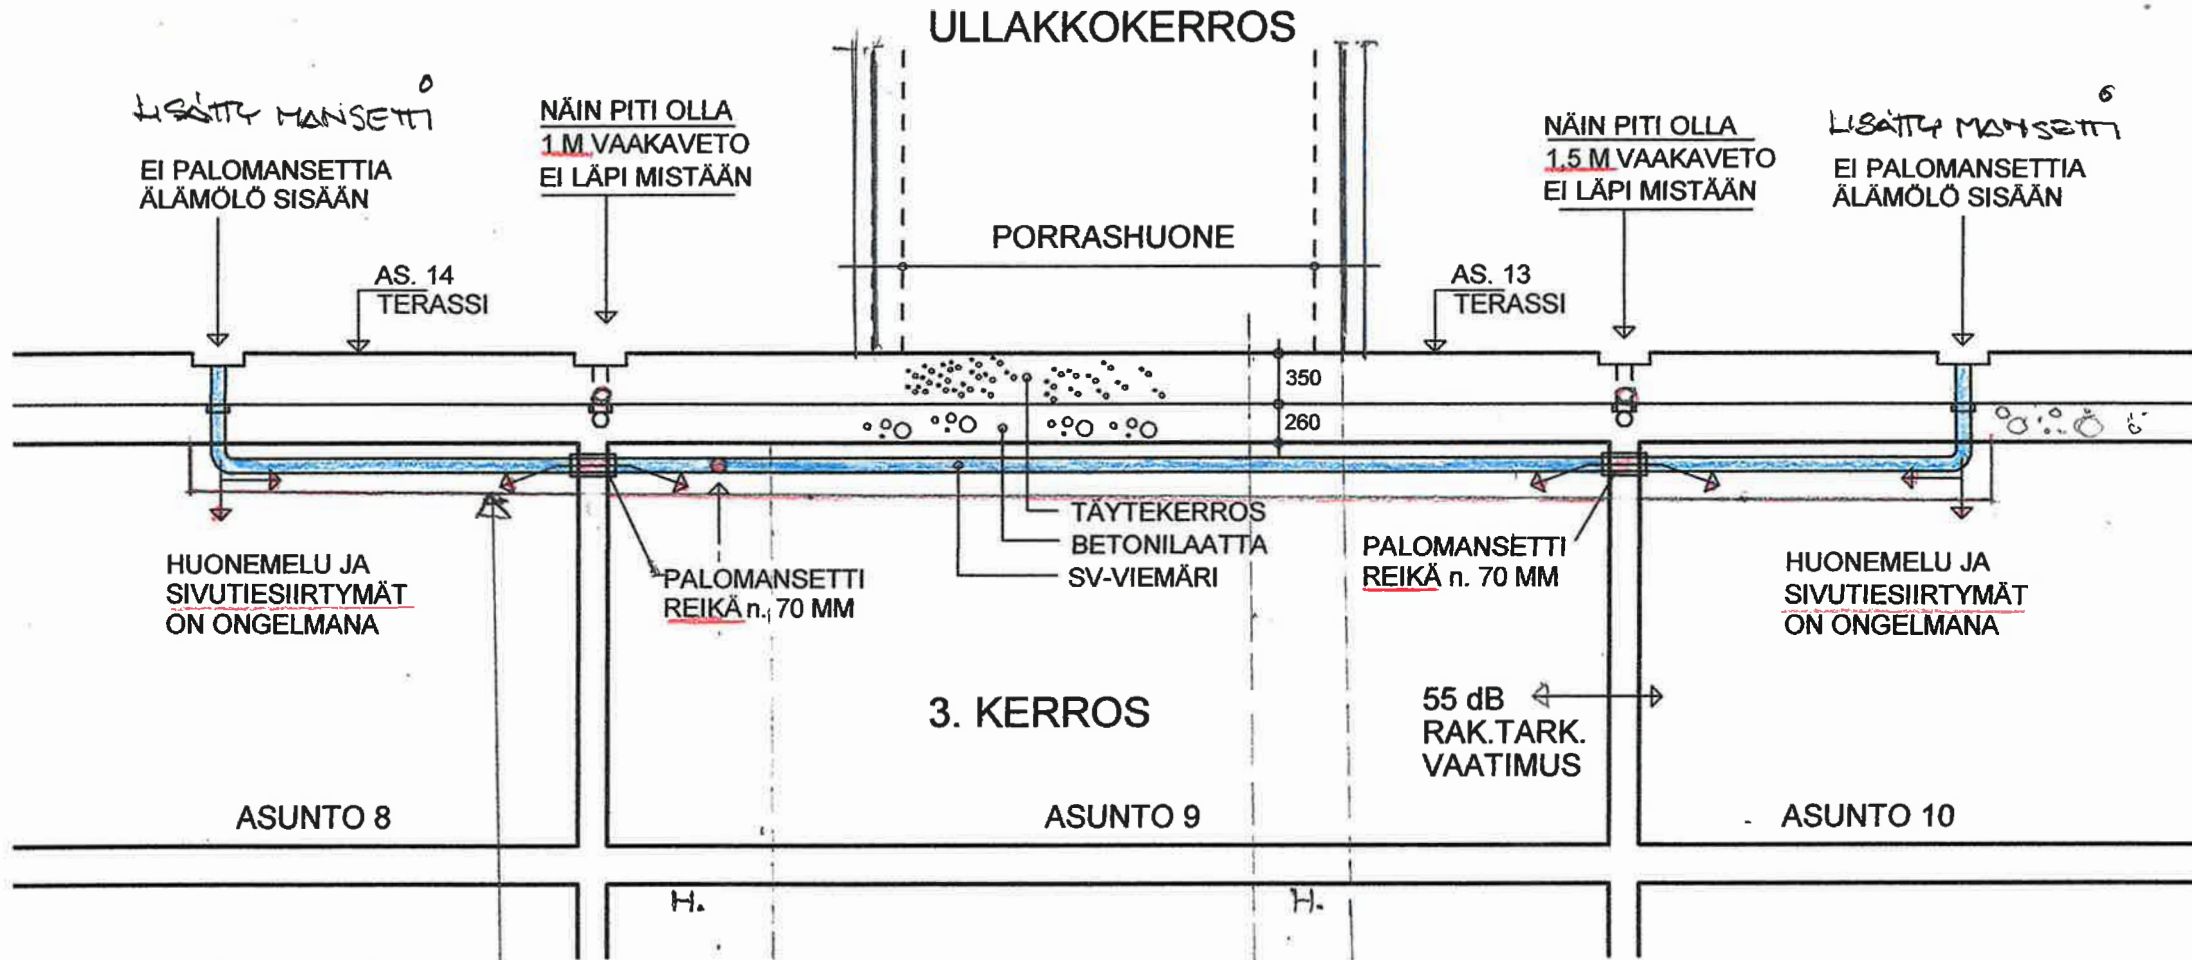 ULLAKKOKERROS
LISÄTTY MANSETTI
EI PALOMANSETTIA
ÄLÄMÖLÖ SISÄÄN
NÄIN PITI OLLA
1 M VAAKAVETO
EI LÄPI MISTÄÄN
NÄIN PITI OLLA
1.5 M VAAKAVETO
EI LÄPI MISTÄÄN
LISÄTTY MANSETTI
EI PALOMANSETTIA
ÄLÄMÖLÖ SISÄÄN
PORRASHUONE
AS. 14
TERASSI
AS. 13
TERASSI
350
260
TÄYTEKERROS
BETONILAATTA
SV-VIEMÄRI
HUONEMELU JA
SIVUTIESIIRTYMÄT
ON ONGELMANA
PALOMANSETTI
REIKÄ n. 70 MM
PALOMANSETTI
REIKÄ n. 70 MM
HUONEMELU JA
SIVUTIESIIRTYMÄT
ON ONGELMANA
3. KERROS
55 dB
RAK.TARK.
VAATIMUS
ASUNTO 8
ASUNTO 9
ASUNTO 10
H.
H.